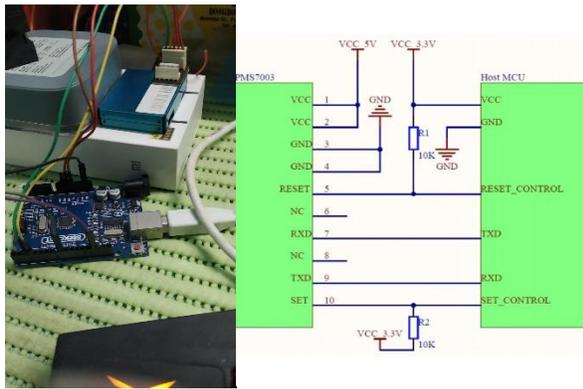 VCC_5V
VCC_3.3V
PMS7003
Host MCU
VCC 1
VCC
VCC 2
GND
GND
GND 3
R1
10K
GND
GND 4
RESET 5
RESET_CONTROL
NC 6
RXD 7
TXD
NC 8
TXD 9
RXD
SET 10
SET_CONTROL
VCC_3.3V
R2
10K